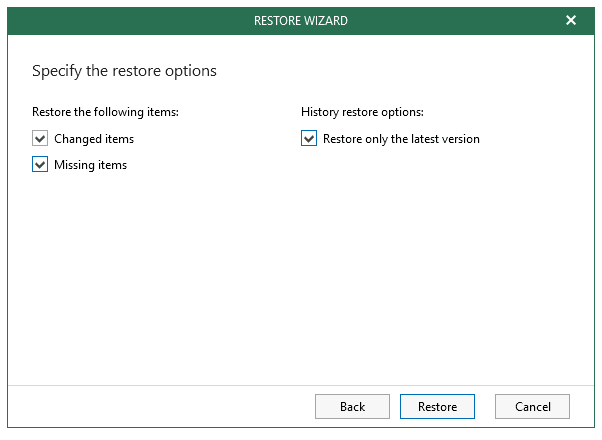 RESTORE WIZARD
Specify the restore options
Restore the following items:
Changed items
Missing items
History restore options:
Restore only the latest version
Back
Restore
Cancel